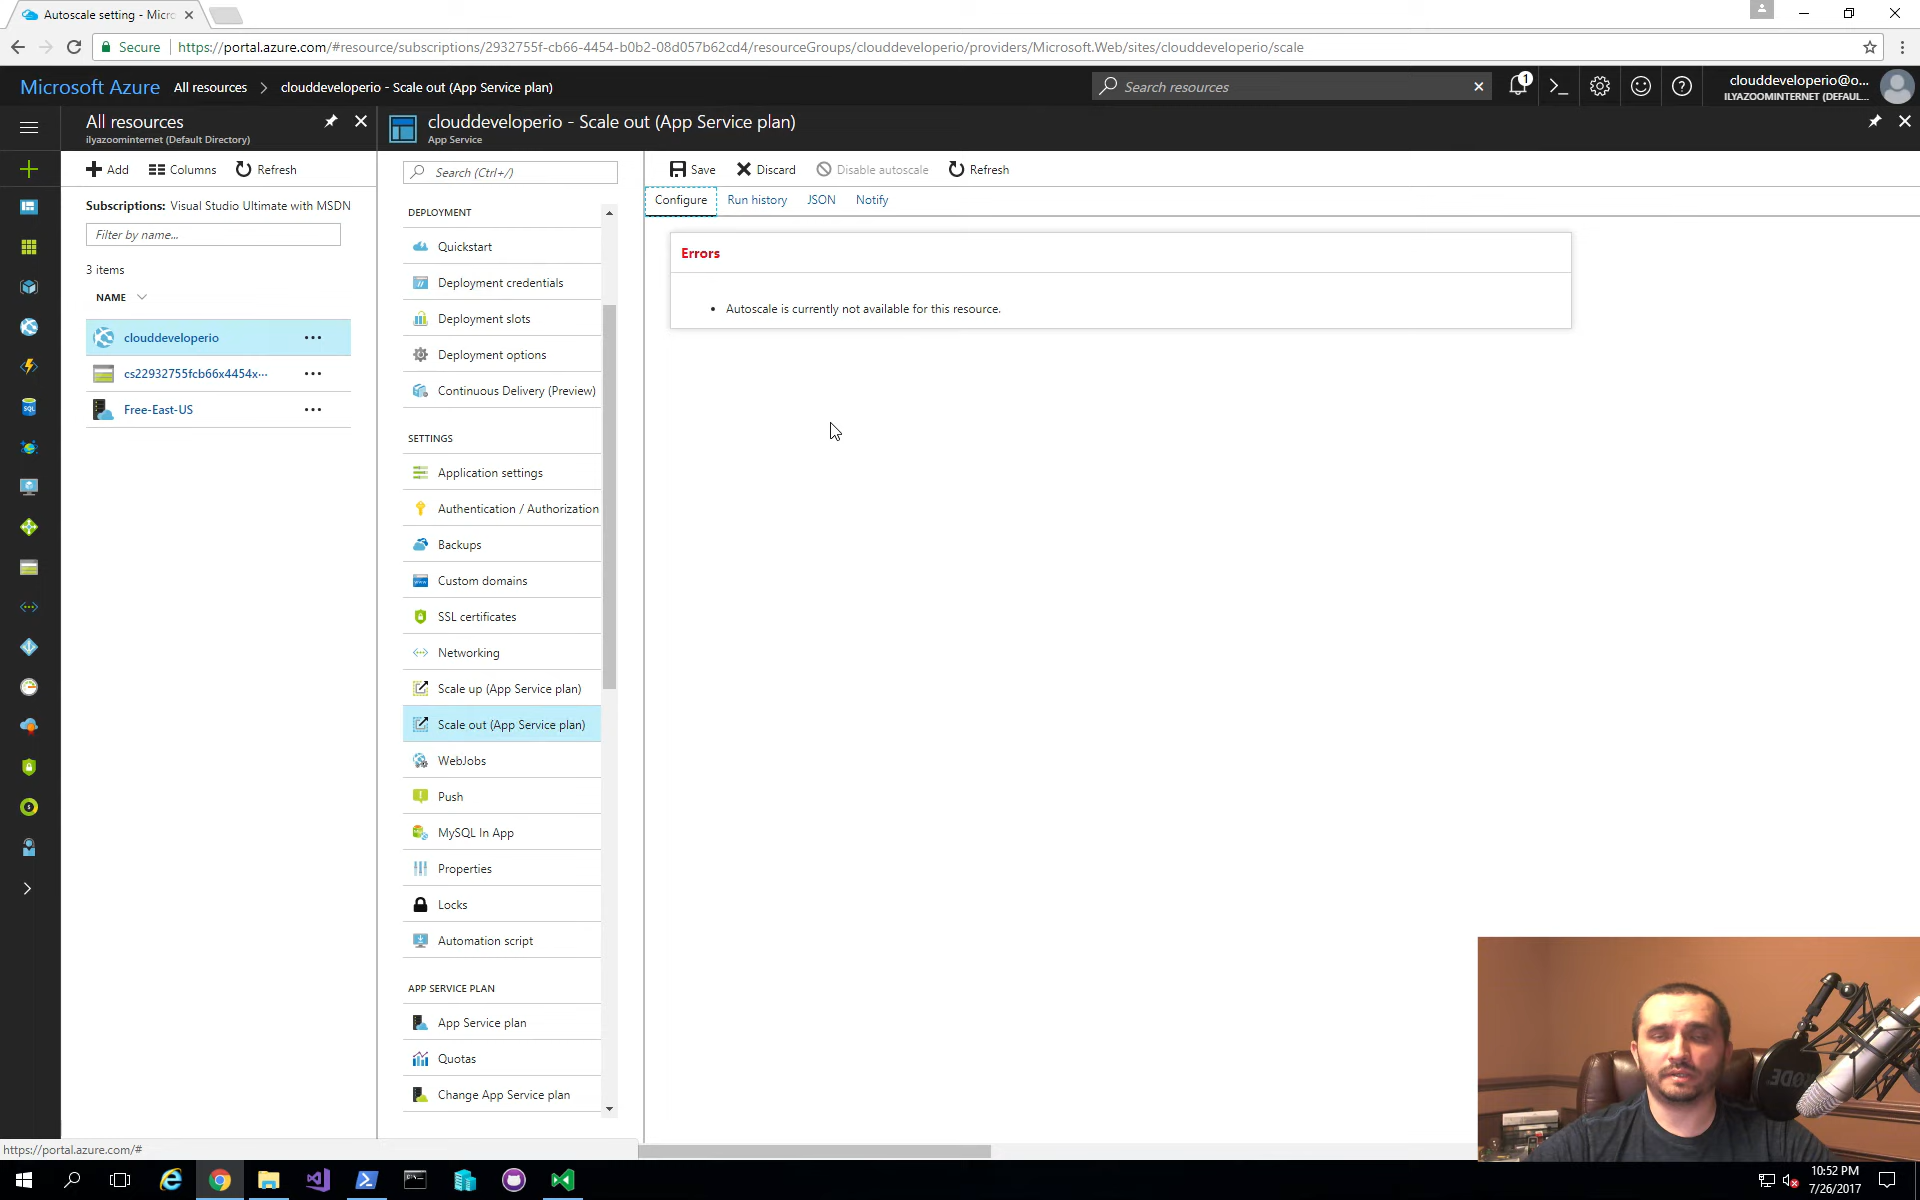 Autoscale setting - Micro
Secure
https://portal.azure.com/#resource/subscriptions/2932755f-cb66-4454-b0b2-08d057b62cd4/resourceGroups/clouddeveloperio/providers/Microsoft.Web/sites/clouddeveloperio/scale
Microsoft Azure
All resources
clouddeveloperio - Scale out (App Service plan)
Search resources
1
clouddeveloperio@o...
ILYAZOOMINTERNET (DEFAUL...
All resources
ilyazoominternet (Default Directory)
clouddeveloperio - Scale out (App Service plan)
App Service
Add
Columns
Refresh
Subscriptions: Visual Studio Ultimate with MSDN
Filter by name...
3 items
NAME
clouddeveloperio
cs22932755fcb66x4454x...
Free-East-US
Search (Ctrl+/)
DEPLOYMENT
Quickstart
Deployment credentials
Deployment slots
Deployment options
Continuous Delivery (Preview)
SETTINGS
Application settings
Authentication / Authorization
Backups
Custom domains
SSL certificates
Networking
Scale up (App Service plan)
Scale out (App Service plan)
WebJobs
Push
MySQL In App
Properties
Locks
Automation script
APP SERVICE PLAN
App Service plan
Quotas
Change App Service plan
Save
Discard
Disable autoscale
Refresh
Configure
Run history
JSON
Notify
Errors
• Autoscale is currently not available for this resource.
https://portal.azure.com/#
10:52 PM
7/26/2017